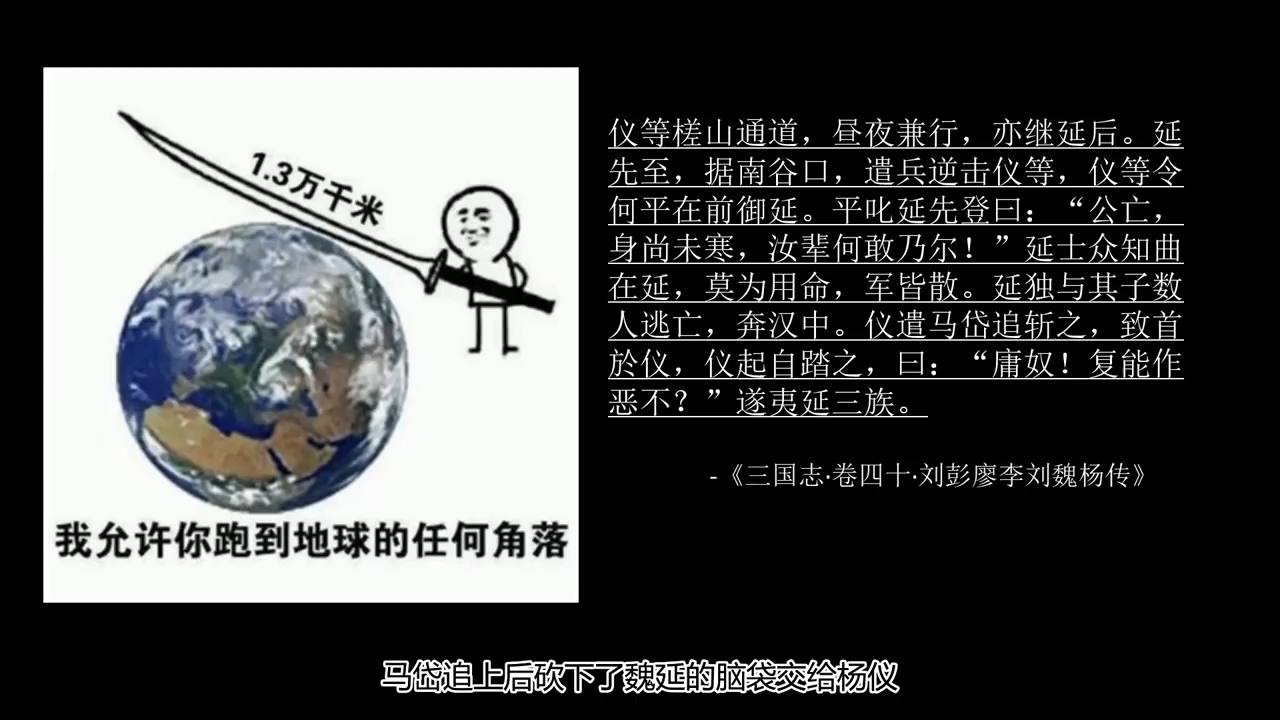 1.3万千米
我允许你跑到地球的任何角落
仪等槎山通道，昼夜兼行，亦继延后。延
先至，据南谷口，遣兵逆击仪等，仪等令
何平在前御延。平叱延先登曰：“公亡，
身尚未寒，汝辈何敢乃尔！”延士众知曲
在延，莫为用命，军皆散。延独与其子数
人逃亡，奔汉中。仪遣马岱追斩之，致首
於仪，仪起自踏之，曰：“庸奴！复能作
恶不？”遂夷延三族。
-《三国志·卷四十·刘彭廖李刘魏杨传》
马岱追上后砍下了魏延的脑袋交给杨仪